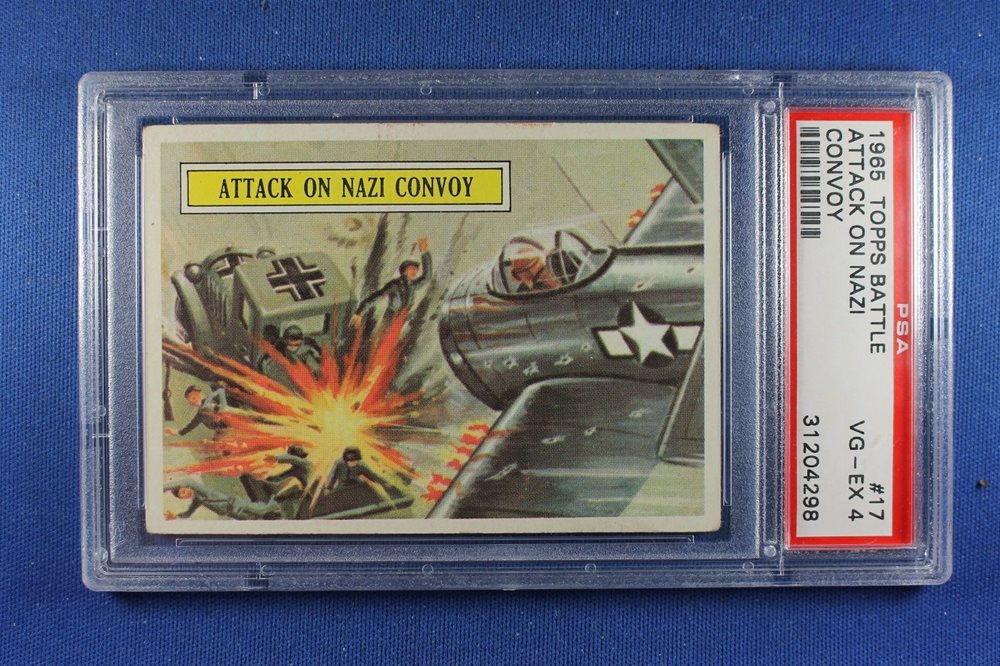 ATTACK ON NAZI CONVOY
1965 TOPPS BATTLE #17
ATTACK ON NAZI VG-EX 4
CONVOY 31204298
PSA